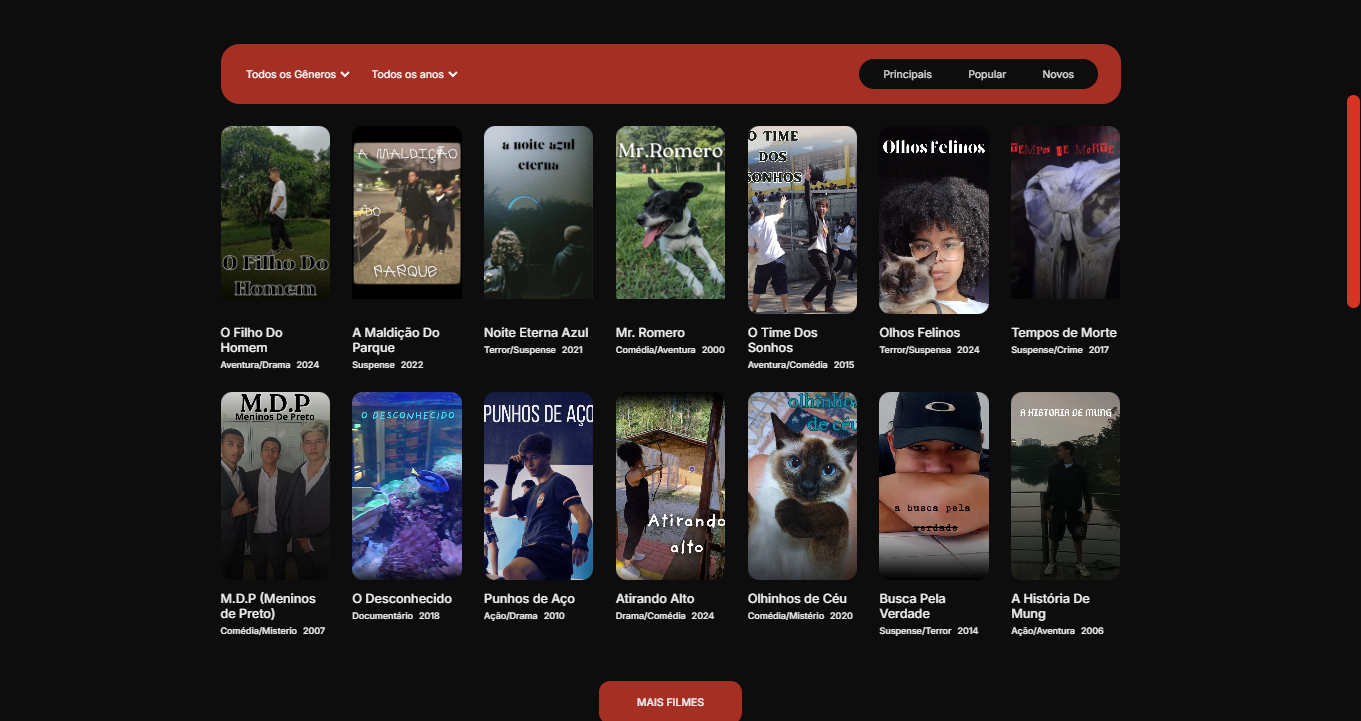 Todos os Gêneros
Todos os anos
Principais
Popular
Novos
O Filho Do
Homem
A MALDIÇÃO
DO
PARQUE
a noite azul
eterna
Mr.Romero
O TIME
DOS
SONHOS
Olhos Felinos
TEMPOS DE MORTE
O Filho Do
Homem
Aventura/Drama 2024
A Maldição Do
Parque
Suspense 2022
Noite Eterna Azul
Terror/Suspense 2021
Mr. Romero
Comédia/Aventura 2000
O Time Dos
Sonhos
Aventura/Comédia 2015
Olhos Felinos
Terror/Suspensa 2024
Tempos de Morte
Suspense/Crime 2017
M.D.P
Meninos De Preto
O DESCONHECIDO
PUNHOS DE AÇO
Atirando
alto
olhinho
de céu
a busca pela
verdade
A HISTORIA DE MUNG
M.D.P (Meninos
de Preto)
Comédia/Misterio 2007
O Desconhecido
Documentário 2018
Punhos de Aço
Ação/Drama 2010
Atirando Alto
Drama/Comédia 2024
Olhinhos de Céu
Comédia/Mistério 2020
Busca Pela
Verdade
Suspense/Terror 2014
A História De
Mung
Ação/Aventura 2006
MAIS FILMES